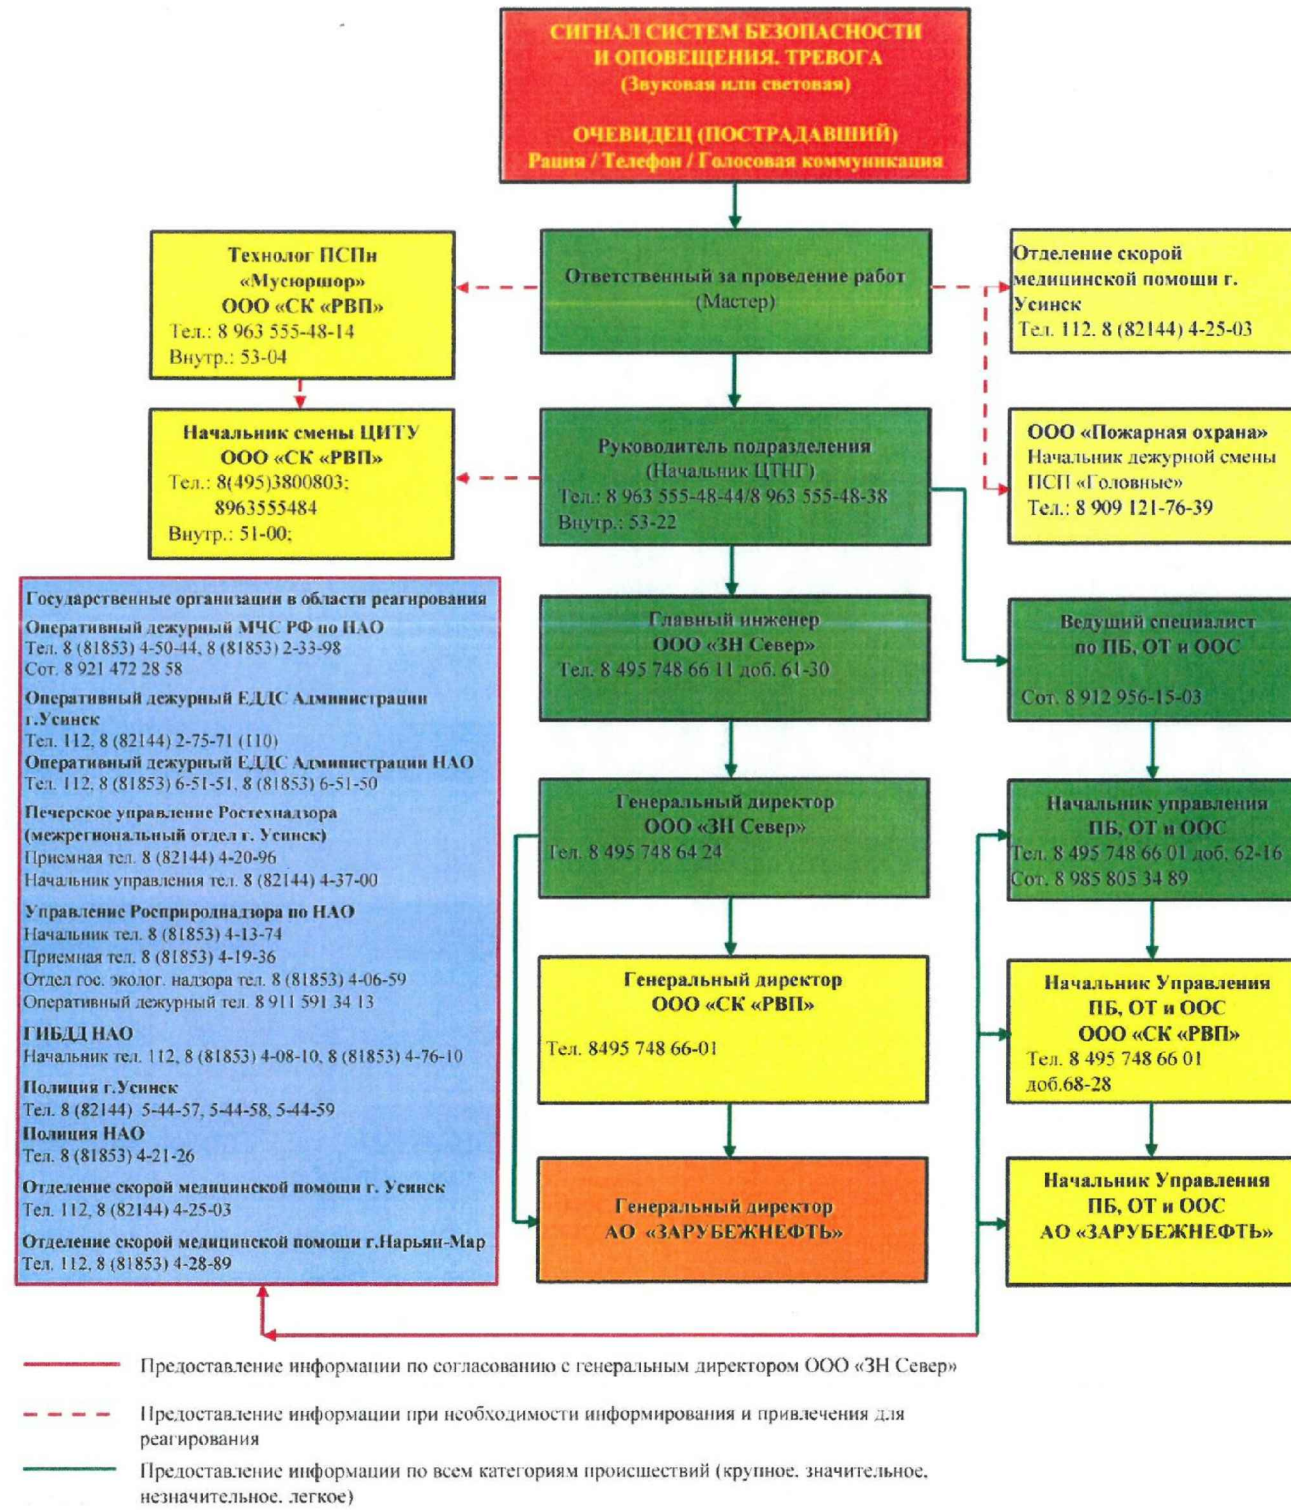 СИГНАЛ СИСТЕМ БЕЗОПАСНОСТИ
И ОПОВЕЩЕНИЯ. ТРЕВОГА
(Звуковая или световая)
ОЧЕВИДЕЦ (ПОСТРАДАВШИЙ)
Рация / Телефон / Голосовая коммуникация
Технолог ПСПн
«Мусюршор»
ООО «СК «РВП»
Тел.: 8 963 555-48-14
Внутр.: 53-04
Ответственный за проведение работ
(Мастер)
Отделение скорой
медицинской помощи г.
Усинск
Тел. 112. 8 (82144) 4-25-03
Начальник смены ЦИТУ
ООО «СК «РВП»
Тел.: 8(495)3800803;
8963555484
Внутр.: 51-00;
Руководитель подразделения
(Начальник ЦТНГ)
Тел.: 8 963 555-48-44/8 963 555-48-38
Внутр.: 53-22
ООО «Пожарная охрана»
Начальник дежурной смены
ПСП «Головные»
Тел.: 8 909 121-76-39
Государственные организации в области реагирования
Оперативный дежурный МЧС РФ по НАО
Тел. 8 (81853) 4-50-44, 8 (81853) 2-33-98
Сот. 8 921 472 28 58
Оперативный дежурный ЕДДС Администрации
г.Усинск
Тел. 112, 8 (82144) 2-75-71 (110)
Оперативный дежурный ЕДДС Администрации НАО
Тел. 112, 8 (81853) 6-51-51, 8 (81853) 6-51-50
Печерское управление Ростехнадзора
(межрегиональный отдел г. Усинск)
Приемная тел. 8 (82144) 4-20-96
Начальник управления тел. 8 (82144) 4-37-00
Управление Росприроднадзора по НАО
Начальник тел. 8 (81853) 4-13-74
Приемная тел. 8 (81853) 4-19-36
Отдел гос. эколог. надзора тел. 8 (81853) 4-06-59
Оперативный дежурный тел. 8 911 591 34 13
ГИБДД НАО
Начальник тел. 112, 8 (81853) 4-08-10, 8 (81853) 4-76-10
Полиция г.Усинск
Тел. 8 (82144) 5-44-57, 5-44-58, 5-44-59
Полиция НАО
Тел. 8 (81853) 4-21-26
Отделение скорой медицинской помощи г. Усинск
Тел. 112, 8 (82144) 4-25-03
Отделение скорой медицинской помощи г.Нарьян-Мар
Тел. 112, 8 (81853) 4-28-89
Главный инженер
ООО «ЗН Север»
Тел. 8 495 748 66 11 доб. 61-30
Ведущий специалист
по ПБ, ОТ и ООС
Сот. 8 912 956-15-03
Генеральный директор
ООО «ЗН Север»
Тел. 8 495 748 64 24
Начальник управления
ПБ, ОТ и ООС
Тел. 8 495 748 66 01 доб. 62-16
Сот. 8 985 805 34 89
Генеральный директор
ООО «СК «РВП»
Тел. 8495 748 66-01
Начальник Управления
ПБ, ОТ и ООС
ООО «СК «РВП»
Тел. 8 495 748 66 01
доб.68-28
Генеральный директор
АО «ЗАРУБЕЖНЕФТЬ»
Начальник Управления
ПБ, ОТ и ООС
АО «ЗАРУБЕЖНЕФТЬ»
Предоставление информации по согласованию с генеральным директором ООО «ЗН Север»
Предоставление информации при необходимости информирования и привлечения для
реагирования
Предоставление информации по всем категориям происшествий (крупное. значительное,
незначительное. легкое)